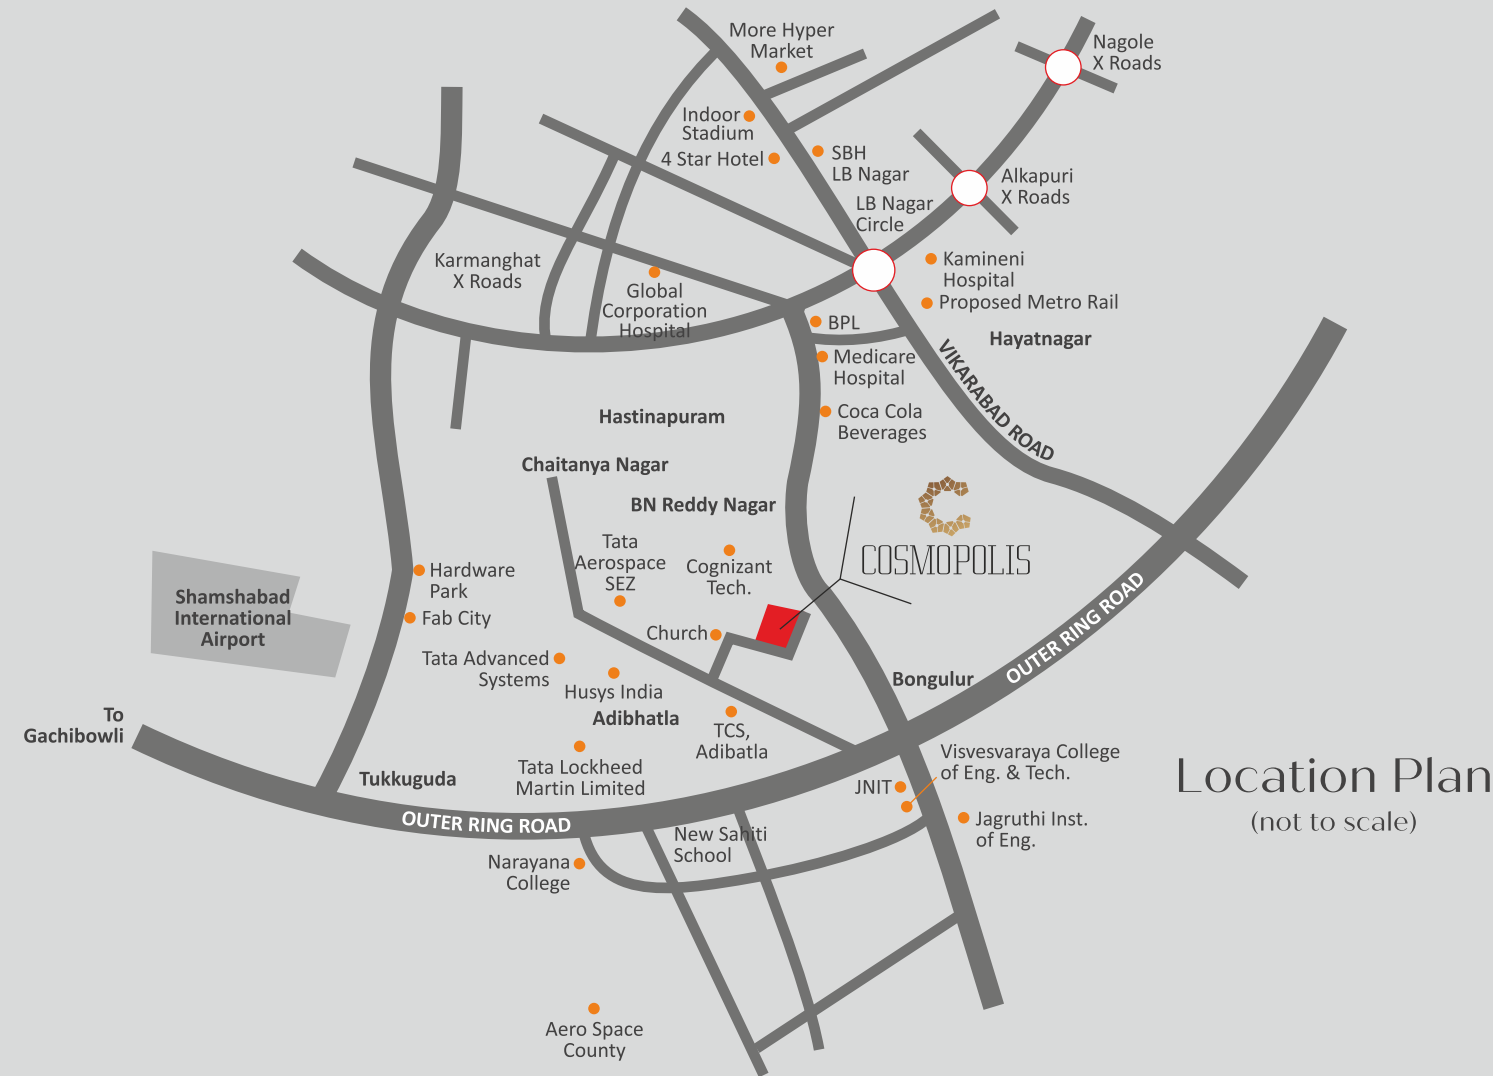 More Hyper
Market
Nagole
X Roads
Indoor
Stadium
4 Star Hotel
SBH
LB Nagar
Alkapuri
X Roads
LB Nagar
Circle
Karmanghat
X Roads
Kamineni
Hospital
Global
Corporation
Hospital
Proposed Metro Rail
BPL
Hayatnagar
Medicare
Hospital
VIKARABAD ROAD
Hastinapuram
Coca Cola
Beverages
Chaitanya Nagar
BN Reddy Nagar
Tata
Aerospace
SEZ
Cognizant
Tech.
COSMOPOLIS
Hardware
Park
Shamshabad
International
Airport
Fab City
Church
OUTER RING ROAD
Tata Advanced
Systems
Husys India
Bongulur
Adibhatla
To
Gachibowli
TCS,
Adibatla
Visvesvaraya College
of Eng. & Tech.
Tata Lockheed
Martin Limited
Tukkuguda
JNIT
Location Plan
(not to scale)
OUTER RING ROAD
Jagruthi Inst.
of Eng.
New Sahiti
School
Narayana
College
Aero Space
County